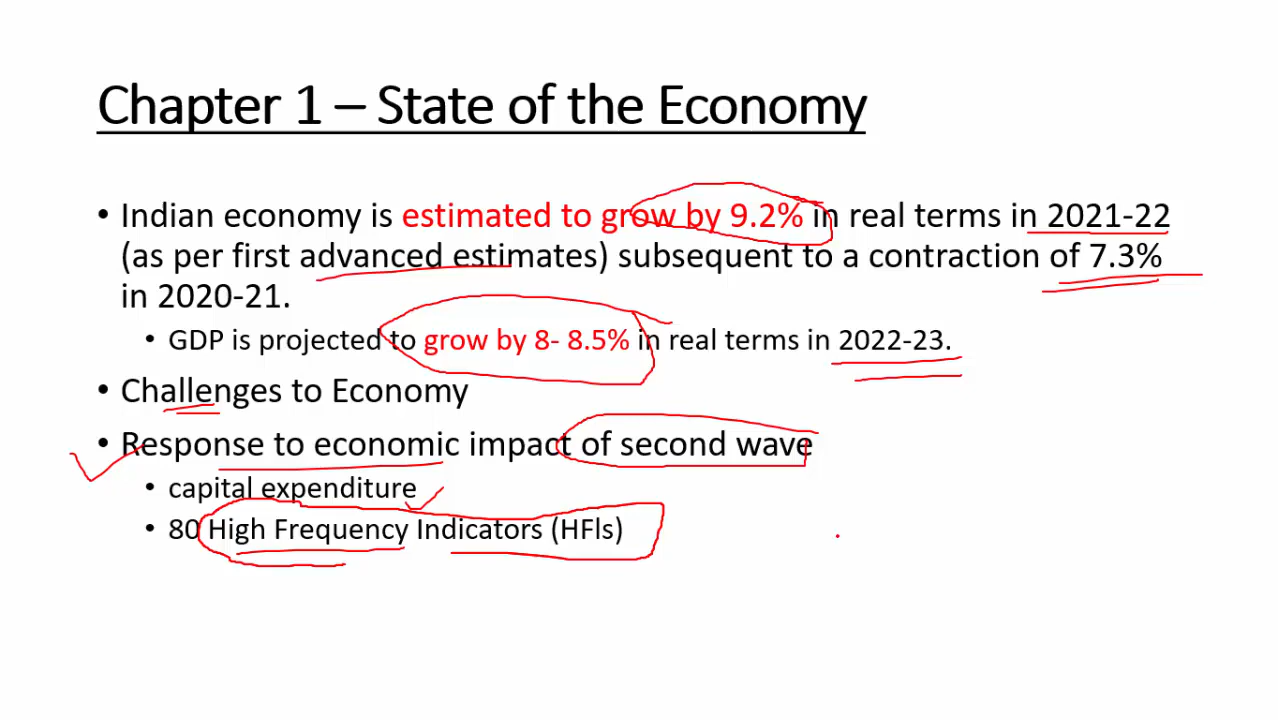 Chapter 1 – State of the Economy
• Indian economy is estimated to grow by 9.2% in real terms in 2021-22
(as per first advanced estimates) subsequent to a contraction of 7.3%
in 2020-21.
• GDP is projected to grow by 8- 8.5% in real terms in 2022-23.
• Challenges to Economy
• Response to economic impact of second wave
• capital expenditure
• 80 High Frequency Indicators (HFls)